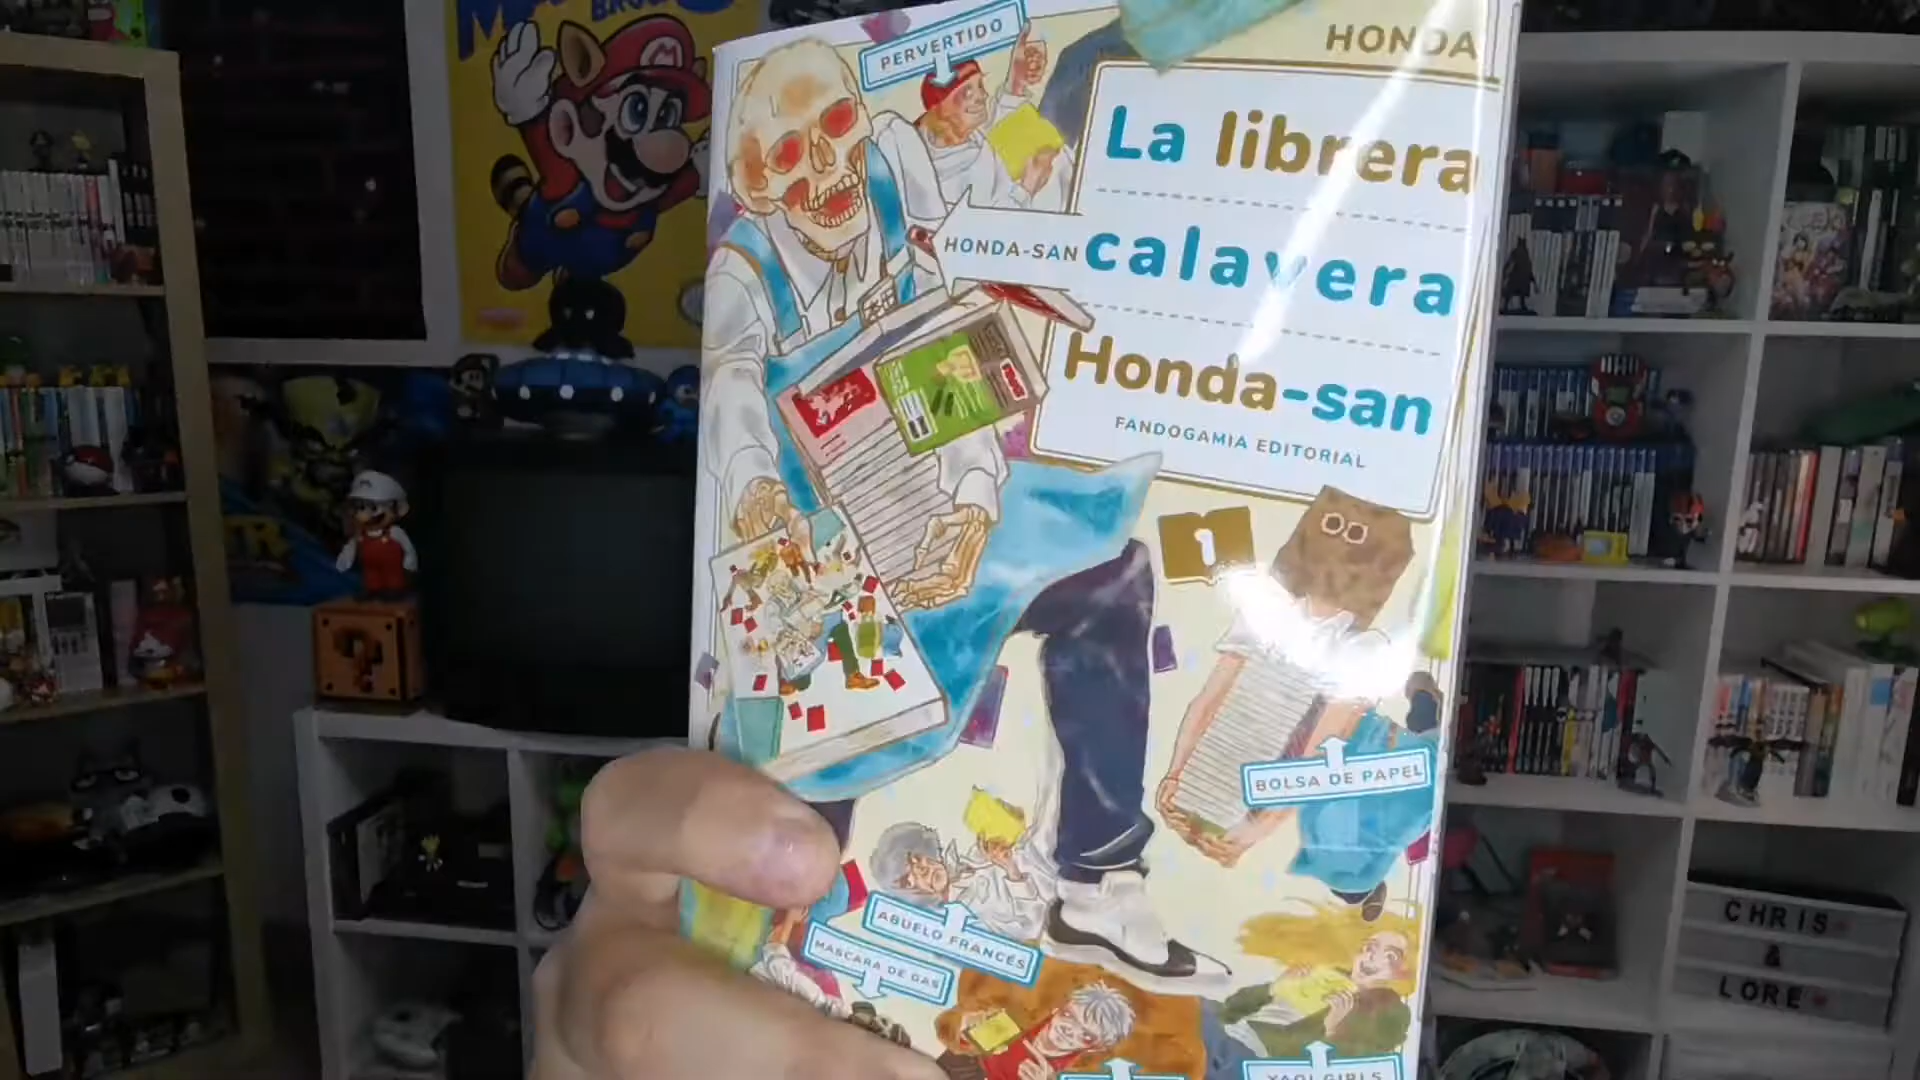 PERVERTIDO
HONDA
La librera
calavera
Honda-san
HONDA-SAN
FANDOGAMIA EDITORIAL
1
BOLSA DE PAPEL
ABUELO FRANCÉS
MÁSCARA DE GAS
YAOI GIRLS
CHRIS
&
LORE